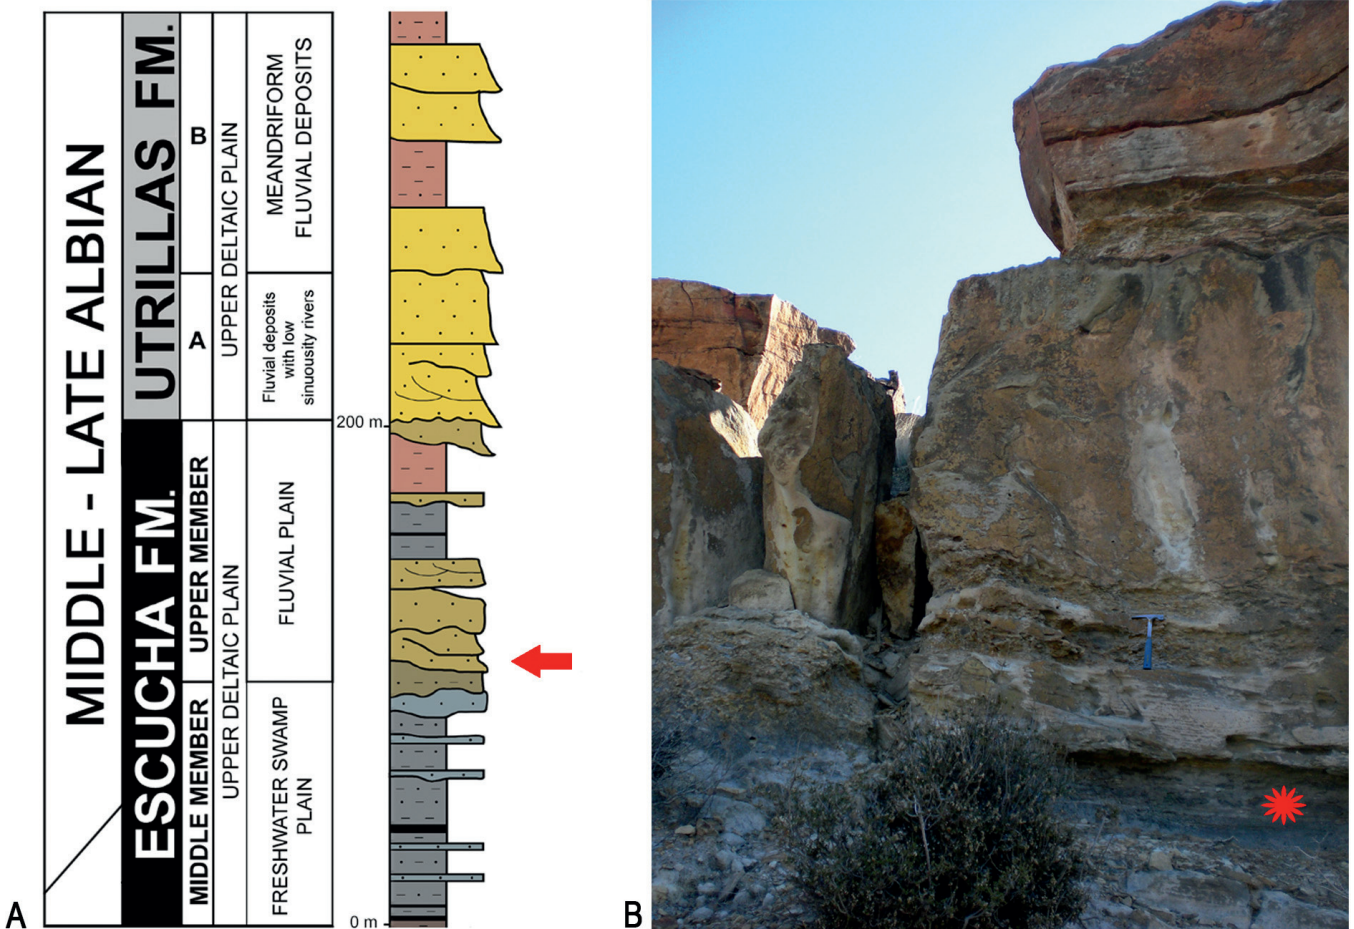 MIDDLE - LATE ALBIAN
UTRILLAS FM.
ESCUCHA FM.
B
A
UPPER MEMBER
MIDDLE MEMBER
UPPER DELTAIC PLAIN
UPPER DELTAIC PLAIN
MEANDRIFORM
FLUVIAL DEPOSITS
Fluvial deposits
with low
sinuousity rivers
FLUVIAL PLAIN
FRESHWATER SWAMP
PLAIN
200 m
0 m
A
B